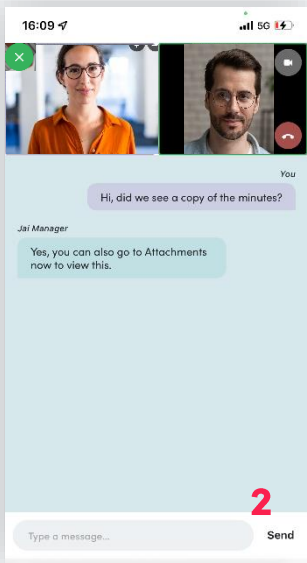 16:09
5G
You
Hi, did we see a copy of the minutes?
Jai Manager
Yes, you can also go to Attachments
now to view this.
2
Type a message...
Send